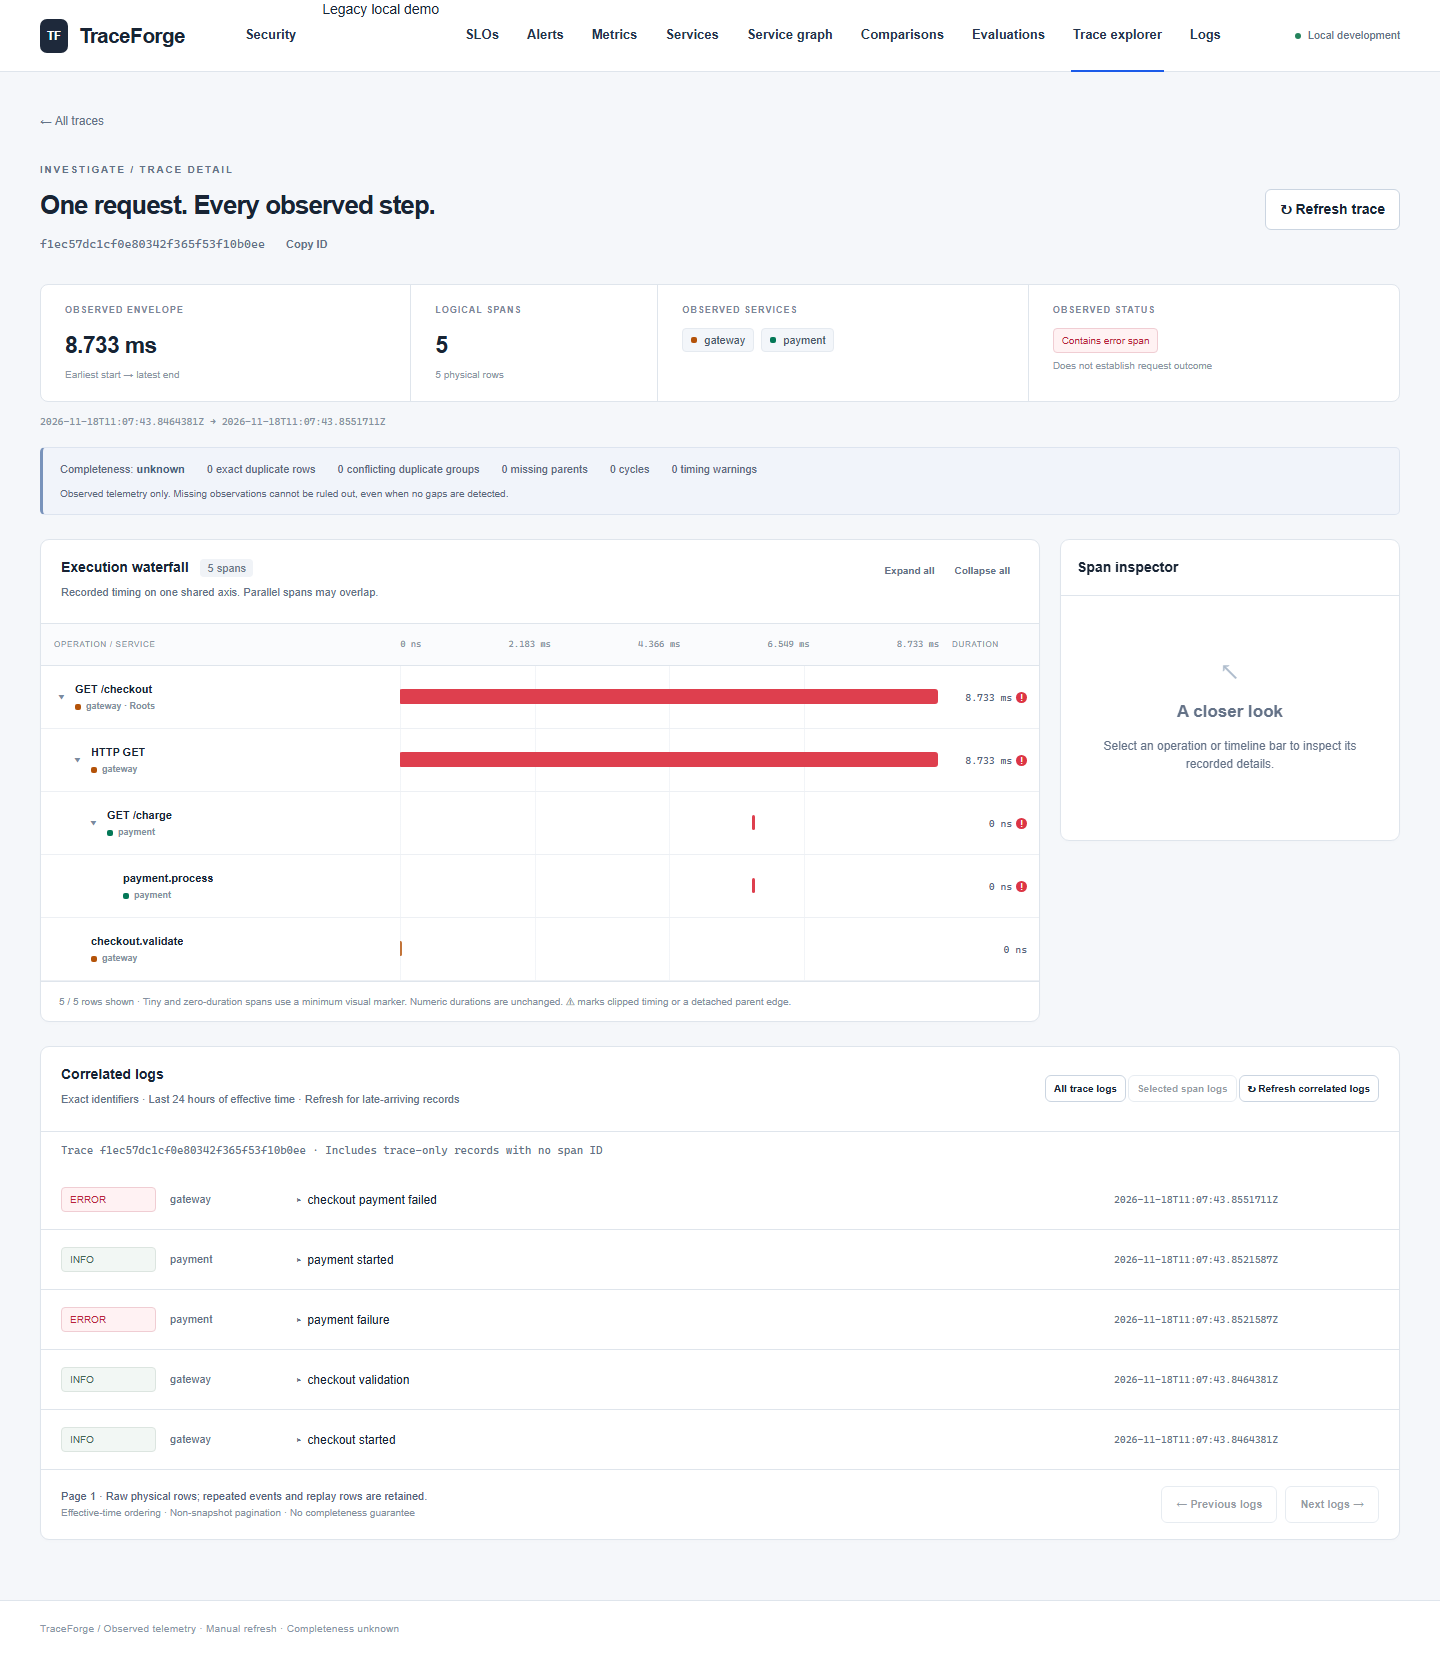 Legacy local demo
TF TraceForge Security SLOs Alerts Metrics Services Service graph Comparisons Evaluations Trace explorer Logs Local development
← All traces
INVESTIGATE / TRACE DETAIL
One request. Every observed step.
↻ Refresh trace
f1ec57dc1cf0e80342f365f53f10b0ee Copy ID
OBSERVED ENVELOPE LOGICAL SPANS OBSERVED SERVICES OBSERVED STATUS
8.733 ms 5 gateway payment Contains error span
Earliest start → latest end 5 physical rows Does not establish request outcome
2026-11-18T11:07:43.8464381Z → 2026-11-18T11:07:43.8551711Z
Completeness: unknown 0 exact duplicate rows 0 conflicting duplicate groups 0 missing parents 0 cycles 0 timing warnings
Observed telemetry only. Missing observations cannot be ruled out, even when no gaps are detected.
Execution waterfall 5 spans Expand all Collapse all
Recorded timing on one shared axis. Parallel spans may overlap.
OPERATION / SERVICE 0 ns 2.183 ms 4.366 ms 6.549 ms 8.733 ms DURATION
GET /checkout
gateway · Roots
8.733 ms !
HTTP GET
gateway
8.733 ms !
GET /charge
payment
0 ns !
payment.process
payment
0 ns !
checkout.validate
gateway
0 ns
5 / 5 rows shown · Tiny and zero-duration spans use a minimum visual marker. Numeric durations are unchanged. ⚠ marks clipped timing or a detached parent edge.
Span inspector
↖
A closer look
Select an operation or timeline bar to inspect its
recorded details.
Correlated logs
Exact identifiers · Last 24 hours of effective time · Refresh for late-arriving records
All trace logs Selected span logs ↻ Refresh correlated logs
Trace f1ec57dc1cf0e80342f365f53f10b0ee · Includes trace-only records with no span ID
ERROR gateway ▸ checkout payment failed 2026-11-18T11:07:43.8551711Z
INFO payment ▸ payment started 2026-11-18T11:07:43.8521587Z
ERROR payment ▸ payment failure 2026-11-18T11:07:43.8521587Z
INFO gateway ▸ checkout validation 2026-11-18T11:07:43.8464381Z
INFO gateway ▸ checkout started 2026-11-18T11:07:43.8464381Z
Page 1 · Raw physical rows; repeated events and replay rows are retained.
Effective-time ordering · Non-snapshot pagination · No completeness guarantee
← Previous logs Next logs →
TraceForge / Observed telemetry · Manual refresh · Completeness unknown